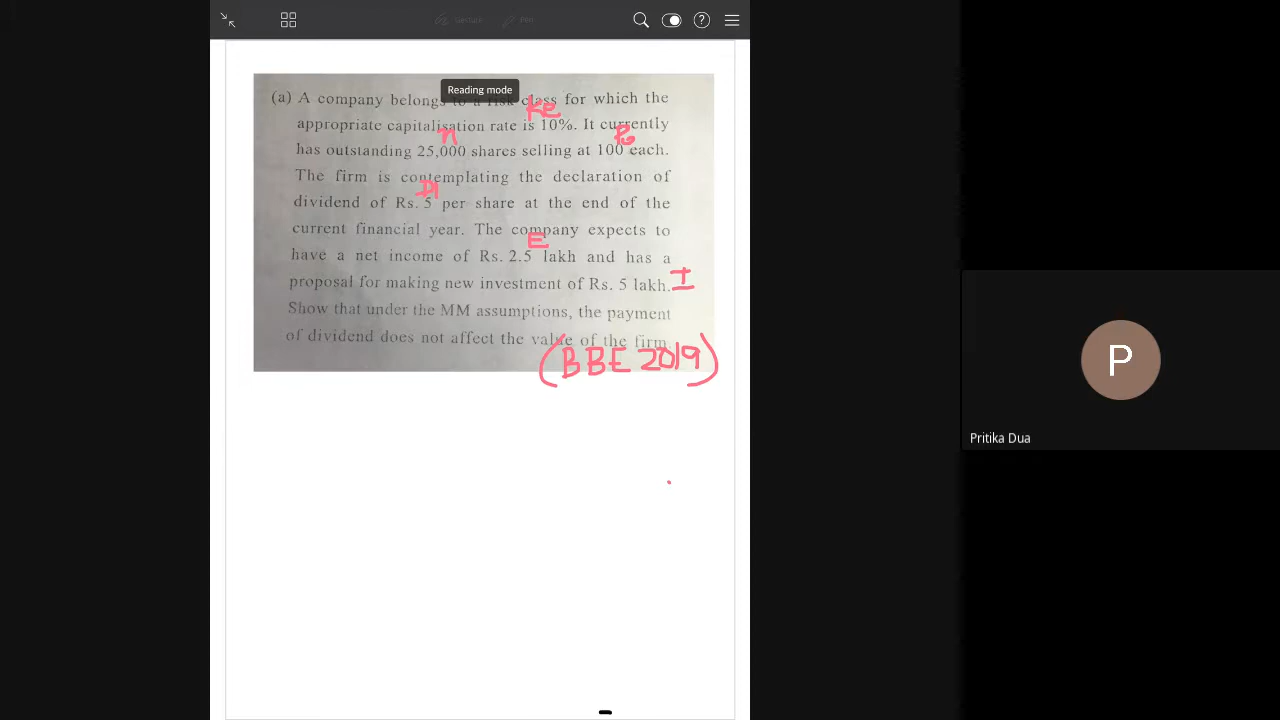 Gesture Pen
Reading mode
(a) A company belongs to a risk class for which the
ke
appropriate capitalisation rate is 10%. It currently
n P₀
has outstanding 25,000 shares selling at 100 each.
The firm is contemplating the declaration of
D1
dividend of Rs. 5 per share at the end of the
current financial year. The company expects to
E
have a net income of Rs. 2.5 lakh and has a
proposal for making new investment of Rs. 5 lakh. I
Show that under the MM assumptions, the payment
of dividend does not affect the value of the firm
(BBE 2019)
P
Pritika Dua